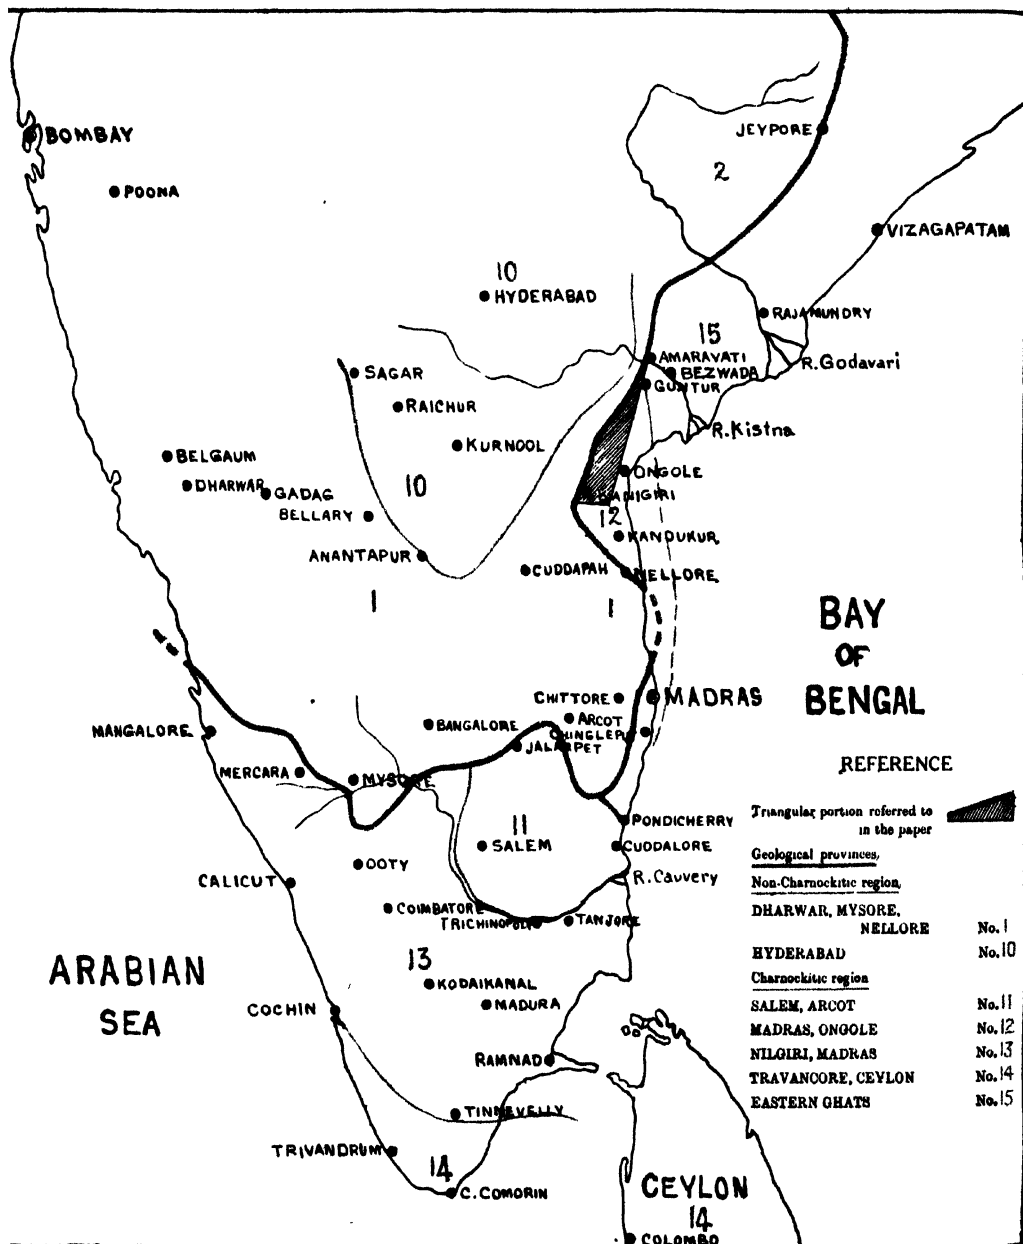 JEYPORE
BOMBAY
2
POONA
VIZAGAPATAM
10
HYDERABAD
RAJAMUNDRY
15
AMARAVATI
R.Godavari
SAGAR
BEZWADA
GUNTUR
RAICHUR
R.Kistna
KURNOOL
BELGAUM
ONGOLE
DHARWAR
10
GADAG
KANIGIRI
BELLARY
12
KANDUKUR
ANANTAPUR
CUDDAPAH
NELLORE
1
1
BAY
OF
BENGAL
CHITTORE
MADRAS
ARCOT
BANGALORE
MANGALORE
CHINGLEPUT
JALARPET
REFERENCE
MERCARA
MYSORE
Triangular portion referred to
in the paper
PONDICHERRY
11
SALEM
CUDDALORE
Geological provinces,
OOTY
R.Cauvery
CALICUT
Non-Charnockitic region,
COIMBATORE
TRICHINOPOLY
TANJORE
DHARWAR, MYSORE,
NELLORE No. 1
13
HYDERABAD No. 10
ARABIAN
SEA
KODAIKANAL
Charnockitic region
MADURA
SALEM, ARCOT No. 11
COCHIN
MADRAS, ONGOLE No. 12
RAMNAD
NILGIRI, MADRAS No. 13
TRAVANCORE, CEYLON No. 14
EASTERN GHATS No. 15
TINNEVELLY
TRIVANDRUM
14
C.COMORIN
CEYLON
14
COLOMBO